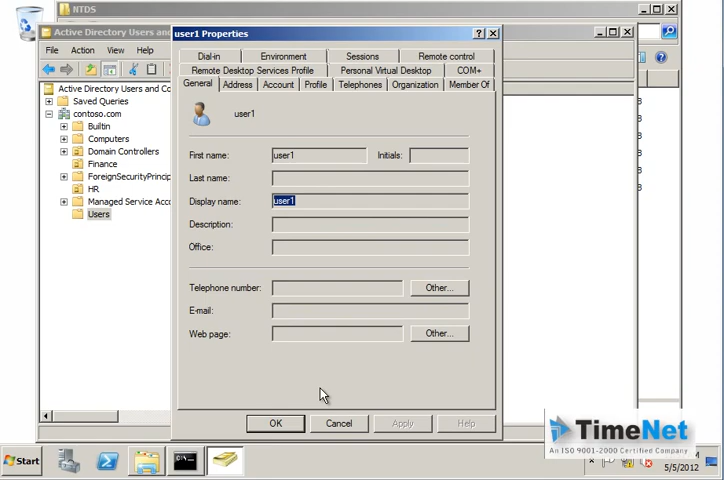 NTDS
Active Directory Users and
user1 Properties
File Action View Help
Active Directory Users and Co
Saved Queries
contoso.com
Builtin
Computers
Domain Controllers
Finance
ForeignSecurityPrincip
HR
Managed Service Acco
Users
Dial-in Environment Sessions Remote control
Remote Desktop Services Profile Personal Virtual Desktop COM+
General Address Account Profile Telephones Organization Member Of
user1
First name: user1 Initials:
Last name:
Display name: user1
Description:
Office:
Telephone number: Other...
E-mail:
Web page: Other...
OK Cancel Apply Help
TimeNet
An ISO 9001-2000 Certified Company
Start
PM
5/5/2012